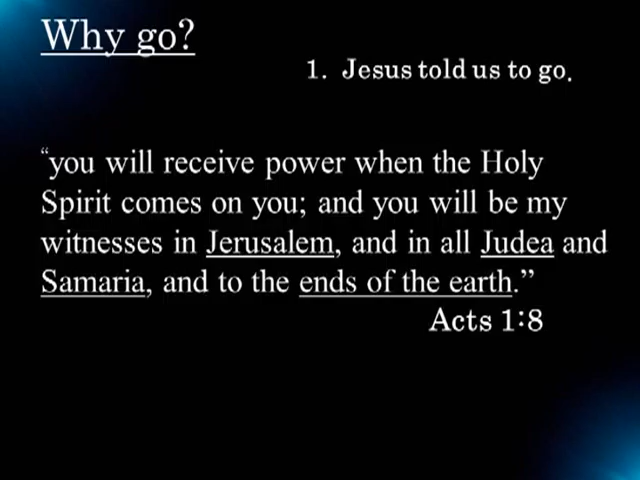 Why go?
1. Jesus told us to go.
“you will receive power when the Holy
Spirit comes on you; and you will be my
witnesses in Jerusalem, and in all Judea and
Samaria, and to the ends of the earth.”
Acts 1:8